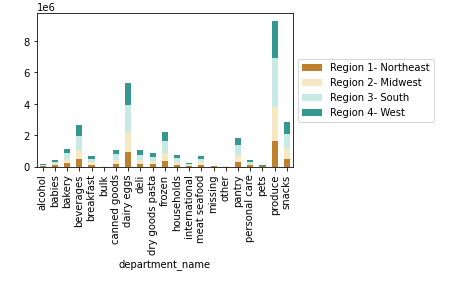 1e6
8
6
4
2
0
Region 1- Northeast
Region 2- Midwest
Region 3- South
Region 4- West
alcohol
babies
bakery
beverages
breakfast
bulk
canned goods
dairy eggs
deli
dry goods pasta
frozen
households
international
meat seafood
missing
other
pantry
personal care
pets
produce
snacks
department_name